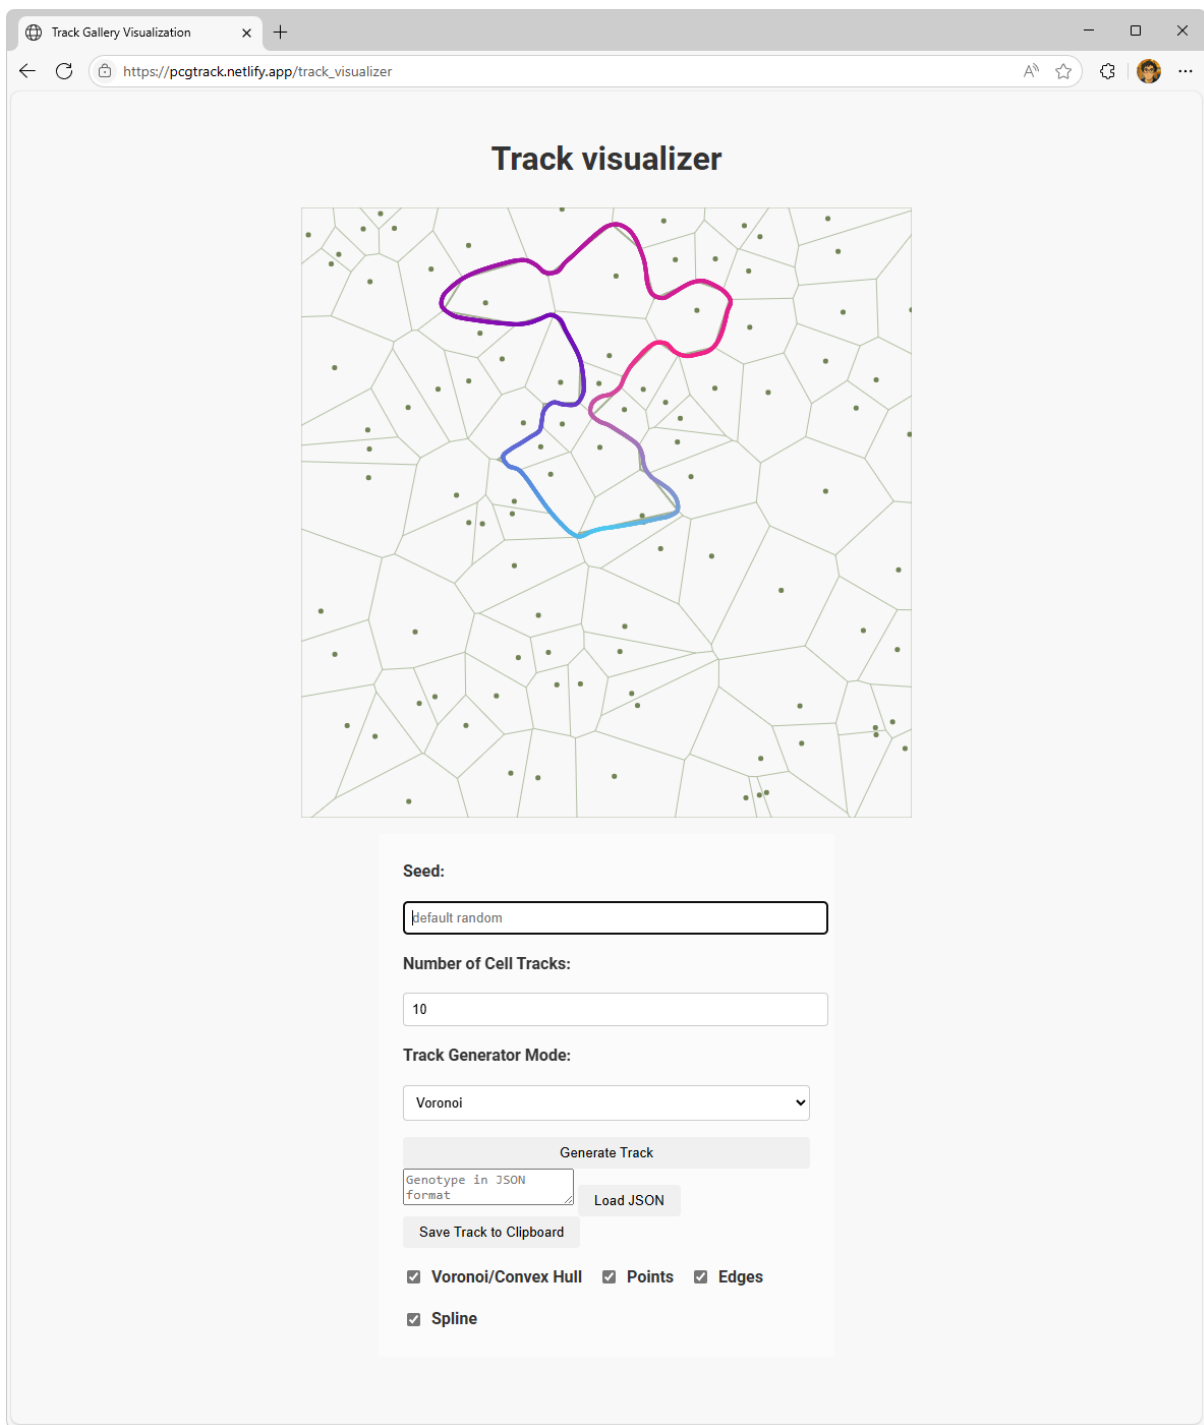 Track Gallery Visualization
https://pcgtrack.netlify.app/track_visualizer
Track visualizer
Seed:
default random
Number of Cell Tracks:
10
Track Generator Mode:
Voronoi
Generate Track
Genotype in JSON
format
Load JSON
Save Track to Clipboard
Voronoi/Convex Hull Points Edges
Spline